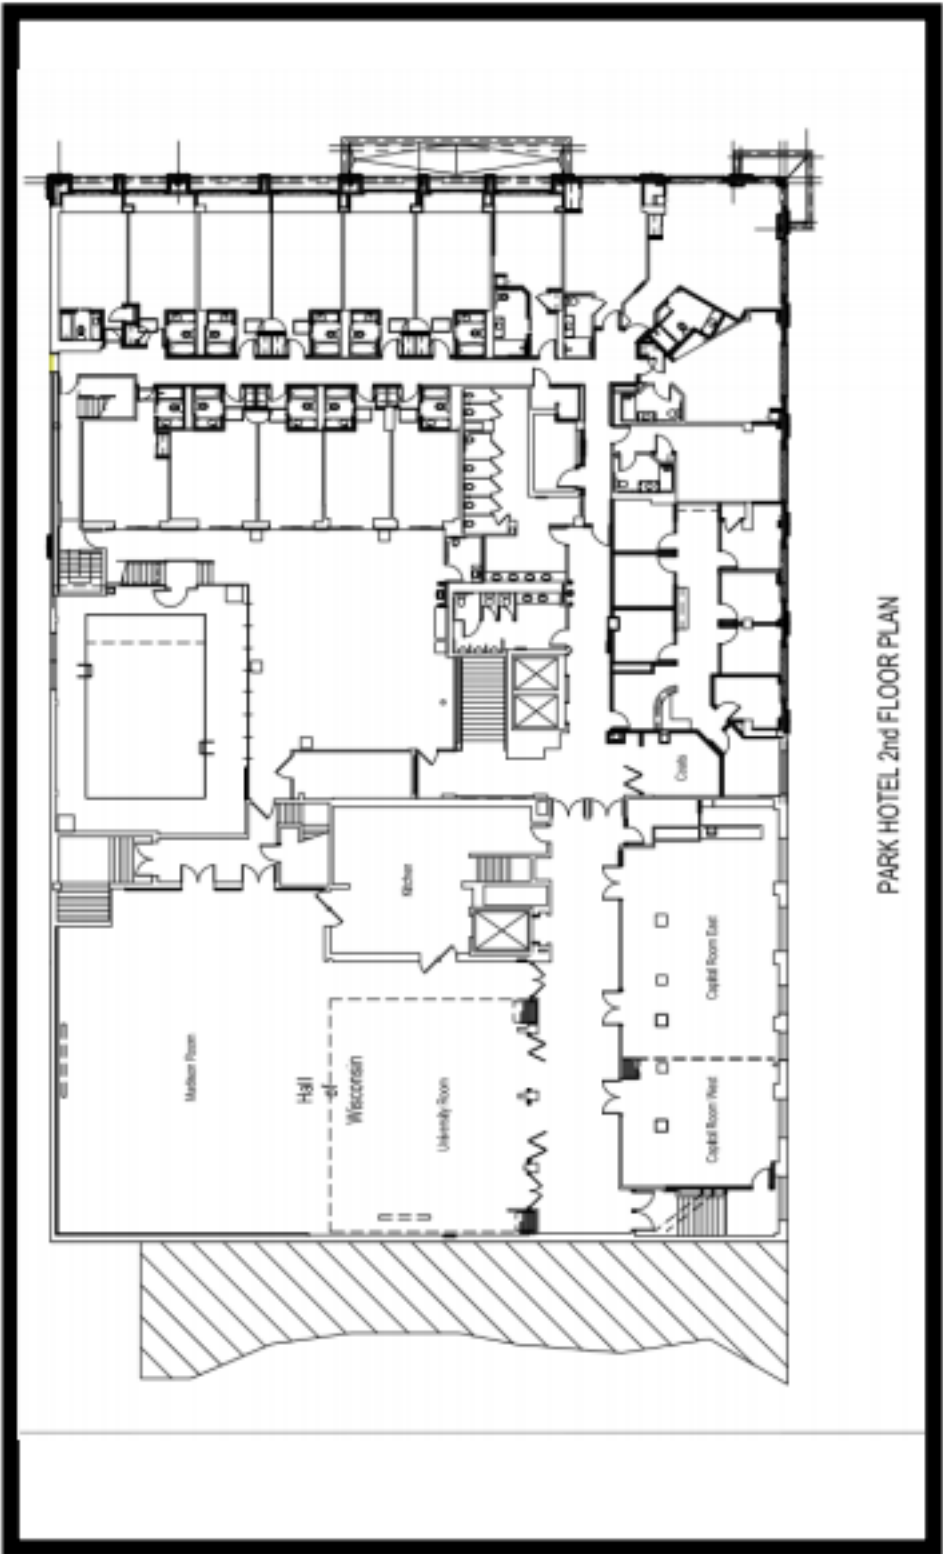 PARK HOTEL 2nd FLOOR PLAN
Coats
Kitchen
Capitol Room East
Madison Room
Hall
of
Wisconsin
University Room
Capitol Room West